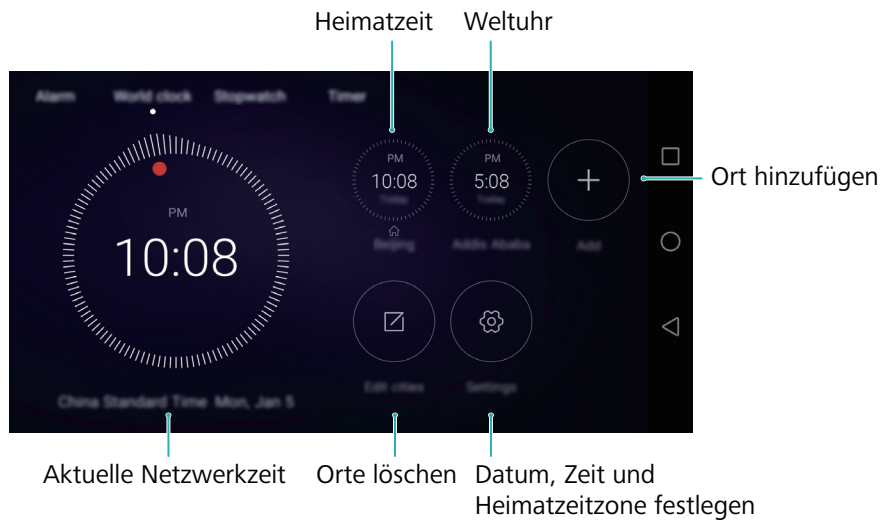 Heimatzeit Weltuhr
Alarm World clock Stopwatch Timer
PM
10:08
Today
Beijing
PM
5:08
Today
Addis Ababa
Add
Ort hinzufügen
PM
10:08
Edit cities Settings
China Standard Time Mon, Jan 5
Aktuelle Netzwerkzeit Orte löschen Datum, Zeit und
Heimatzeitzone festlegen